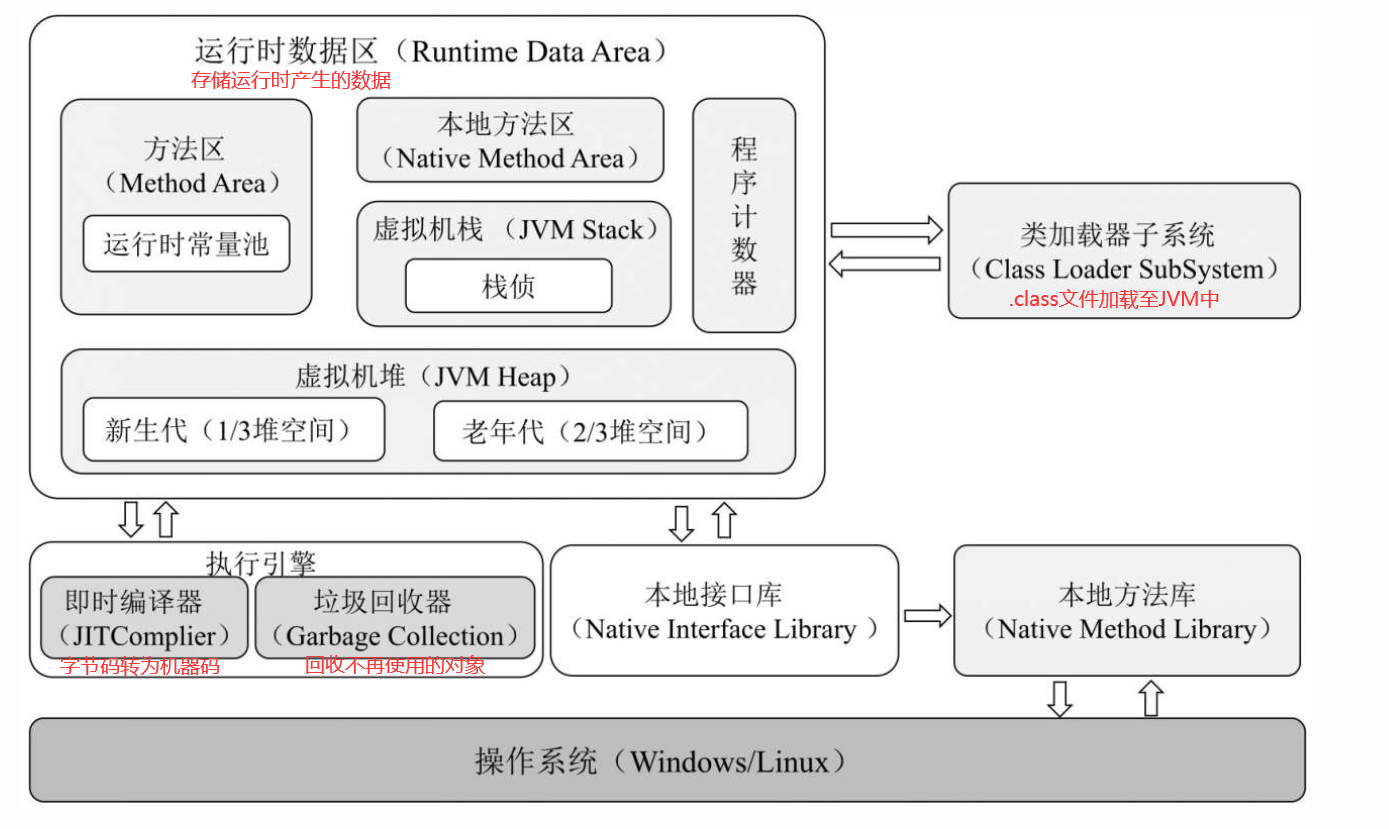 运行时数据区（Runtime Data Area）
存储运行时产生的数据
方法区
（Method Area）
运行时常量池
本地方法区
（Native Method Area）
虚拟机栈 （JVM Stack）
栈侦
程
序
计
数
器
虚拟机堆（JVM Heap）
新生代（1/3堆空间）
老年代（2/3堆空间）
类加载器子系统
（Class Loader SubSystem）
.class文件加载至JVM中
执行引擎
即时编译器
（JITComplier）
字节码转为机器码
垃圾回收器
（Garbage Collection）
回收不再使用的对象
本地接口库
（Native Interface Library ）
本地方法库
（Native Method Library）
操作系统（Windows/Linux）